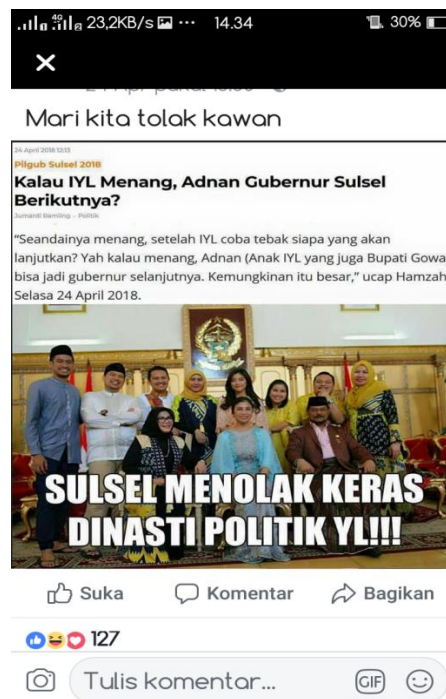 23,2KB/s ... 14.34 30%
Mari kita tolak kawan
24 April 2018 12:13
Pilgub Sulsel 2018
Kalau IYL Menang, Adnan Gubernur Sulsel
Berikutnya?
Jumanti Ramling - Politik
"Seandainya menang, setelah IYL coba tebak siapa yang akan
lanjutkan? Yah kalau menang, Adnan (Anak IYL yang juga Bupati Gowa
bisa jadi gubernur selanjutnya. Kemungkinan itu besar," ucap Hamzah
Selasa 24 April 2018.
SULSEL MENOLAK KERAS
DINASTI POLITIK YL!!!
Suka Komentar Bagikan
127
Tulis komentar... GIF